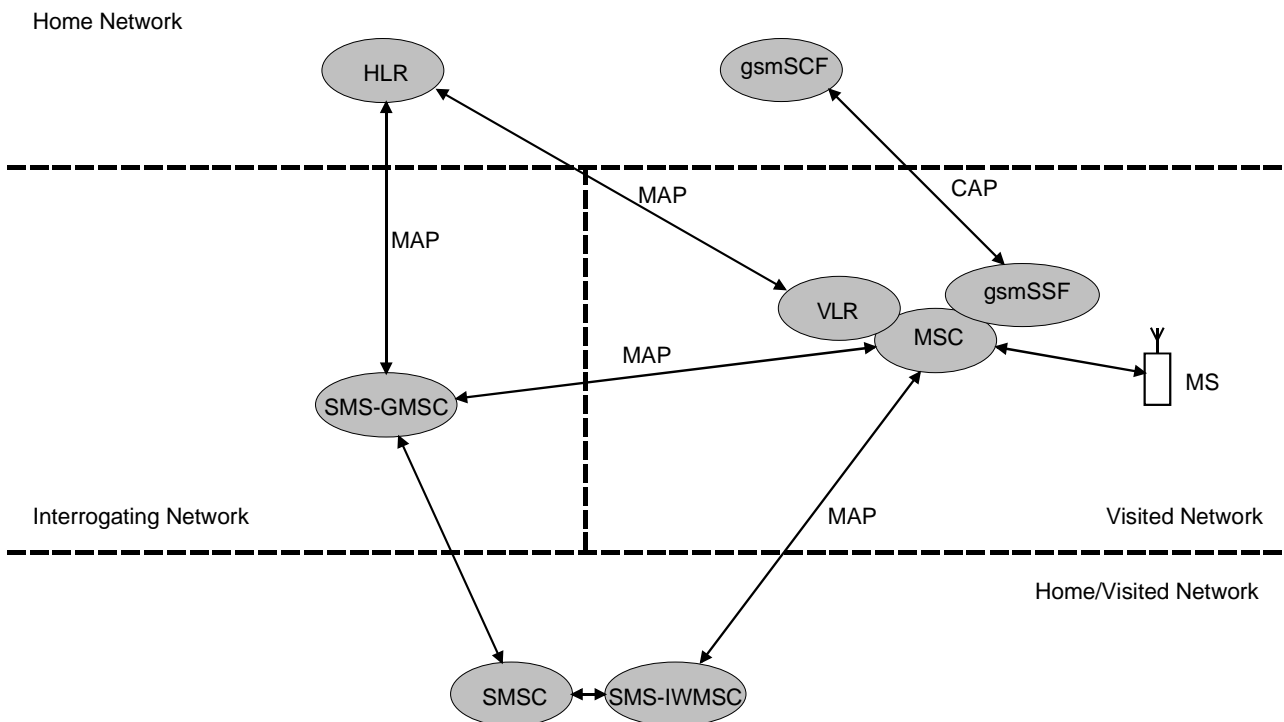 Home Network
HLR
gsmSCF
MAP
CAP
MAP
gsmSSF
VLR
MSC
MAP
MS
SMS-GMSC
Interrogating Network
MAP
Visited Network
Home/Visited Network
SMSC
SMS-IWMSC